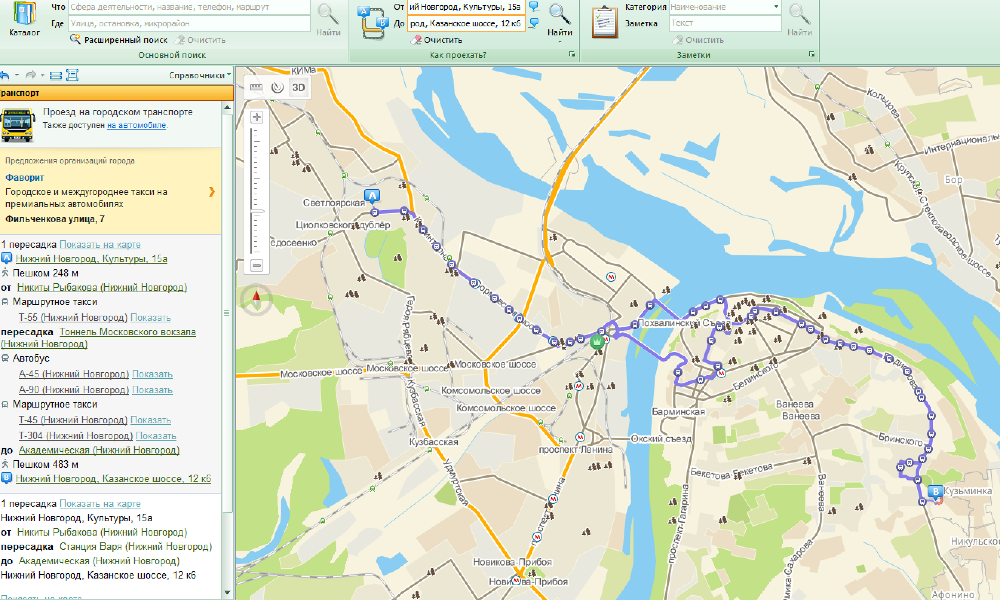 Каталог
Что
Сфера деятельности, название, телефон, маршрут
Где
Улица, остановка, микрорайон
Найти
Расширенный поиск
Очистить
Основной поиск
От
ий Новгород, Культуры, 15а
До
род, Казанское шоссе, 12 к6
Найти
Очистить
Как проехать?
Категория
Наименование
Заметка
Текст
Найти
Очистить
Заметки
Справочники
Транспорт
Проезд на городском транспорте
Также доступен на автомобиле.
Предложения организаций города
Фаворит
Городское и междугороднее такси на
премиальных автомобилях
Фильченкова улица, 7
1 пересадка Показать на карте
A Нижний Новгород, Культуры, 15а
Пешком 248 м
от Никиты Рыбакова (Нижний Новгород)
Маршрутное такси
Т-55 (Нижний Новгород) Показать
пересадка Тоннель Московского вокзала
(Нижний Новгород)
Автобус
А-45 (Нижний Новгород) Показать
А-90 (Нижний Новгород) Показать
Маршрутное такси
Т-45 (Нижний Новгород) Показать
Т-304 (Нижний Новгород) Показать
до Академическая (Нижний Новгород)
Пешком 483 м
B Нижний Новгород, Казанское шоссе, 12 к6
1 пересадка Показать на карте
Нижний Новгород, Культуры, 15а
от Никиты Рыбакова (Нижний Новгород)
пересадка Станция Варя (Нижний Новгород)
до Академическая (Нижний Новгород)
Нижний Новгород, Казанское шоссе, 12 к6
Показать на карте
3D
КИМа
Кольцова
Интернациональн
Крупской
Бор
Стеклозаводское шоссе
A
Светлоярская
Циолковского дублёр
едосеенко
Героя Рябцева
Похвалинский Съезд
Московское шоссе
Московское шоссе
Московское шоссе
Белинского
Родионова
Комсомольское шоссе
Комсомольское шоссе
Кузбасская
Ванеева
Ванеева
Барминская
Кузбасская
Окский съезд
Бринского
проспект Ленина
Удмуртская
Бекетова
Бекетова
Ванеева
B
Кузьминка
проспект Гагарина
Никульское
Новикова-Прибоя
Новикова-Прибоя
Афонино